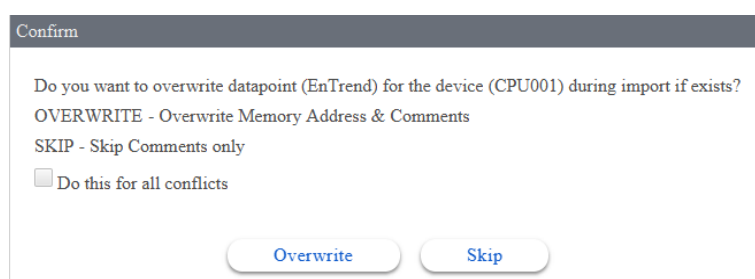 Confirm
Do you want to overwrite datapoint (EnTrend) for the device (CPU001) during import if exists?
OVERWRITE - Overwrite Memory Address & Comments
SKIP - Skip Comments only
Do this for all conflicts
Overwrite Skip